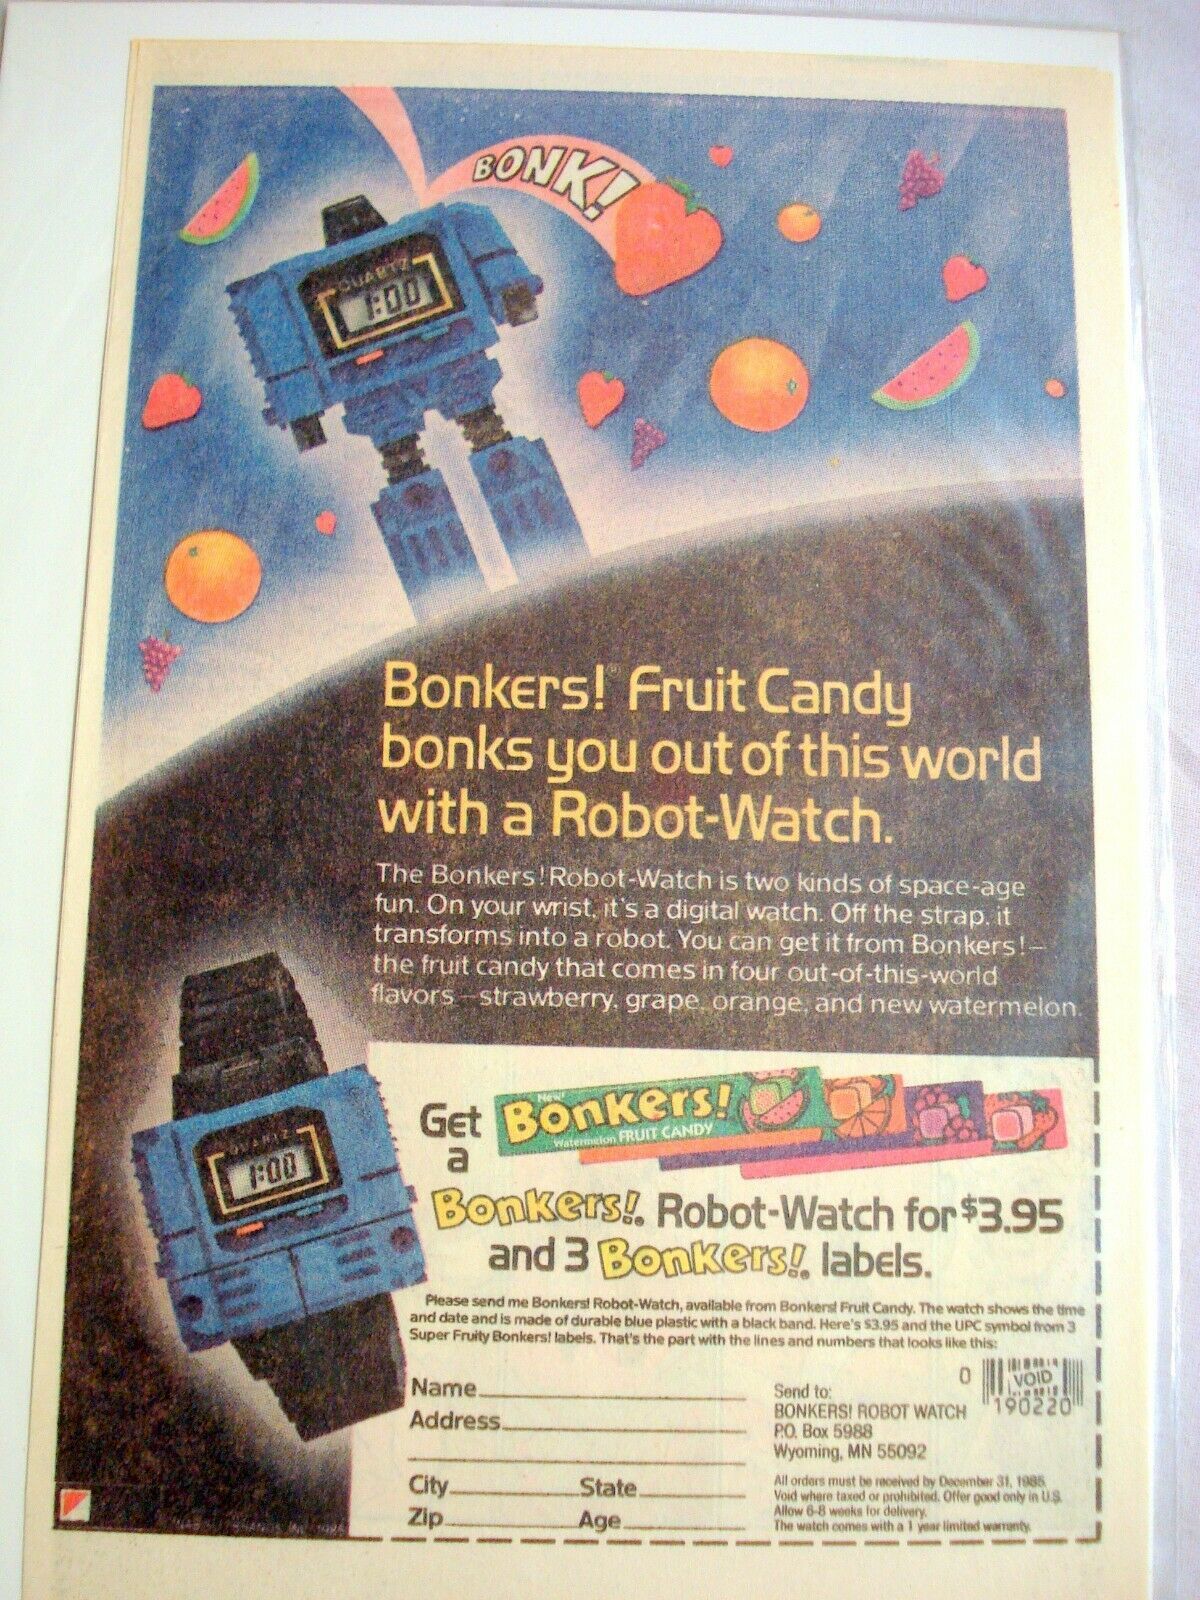 BONK!
QUARTZ
1:00
Bonkers! Fruit Candy
bonks you out of this world
with a Robot-Watch.
The Bonkers! Robot-Watch is two kinds of space-age
fun. On your wrist, it's a digital watch. Off the strap, it
transforms into a robot. You can get it from Bonkers!—
the fruit candy that comes in four out-of-this-world
flavors—strawberry, grape, orange, and new watermelon.
QUARTZ
1:00
Get
a
New!
Bonkers!
Watermelon FRUIT CANDY
Bonkers!® Robot-Watch for $3.95
and 3 Bonkers!® labels.
Please send me Bonkers! Robot-Watch, available from Bonkers! Fruit Candy. The watch shows the time
and date and is made of durable blue plastic with a black band. Here's $3.95 and the UPC symbol from 3
Super Fruity Bonkers! labels. That's the part with the lines and numbers that looks like this:
Name
Address
City State
Zip Age
0
VOID
190220
Send to:
BONKERS! ROBOT WATCH
P.O. Box 5988
Wyoming, MN 55092
All orders must be received by December 31, 1985.
Void where taxed or prohibited. Offer good only in U.S.
Allow 6-8 weeks for delivery.
The watch comes with a 1 year limited warranty.